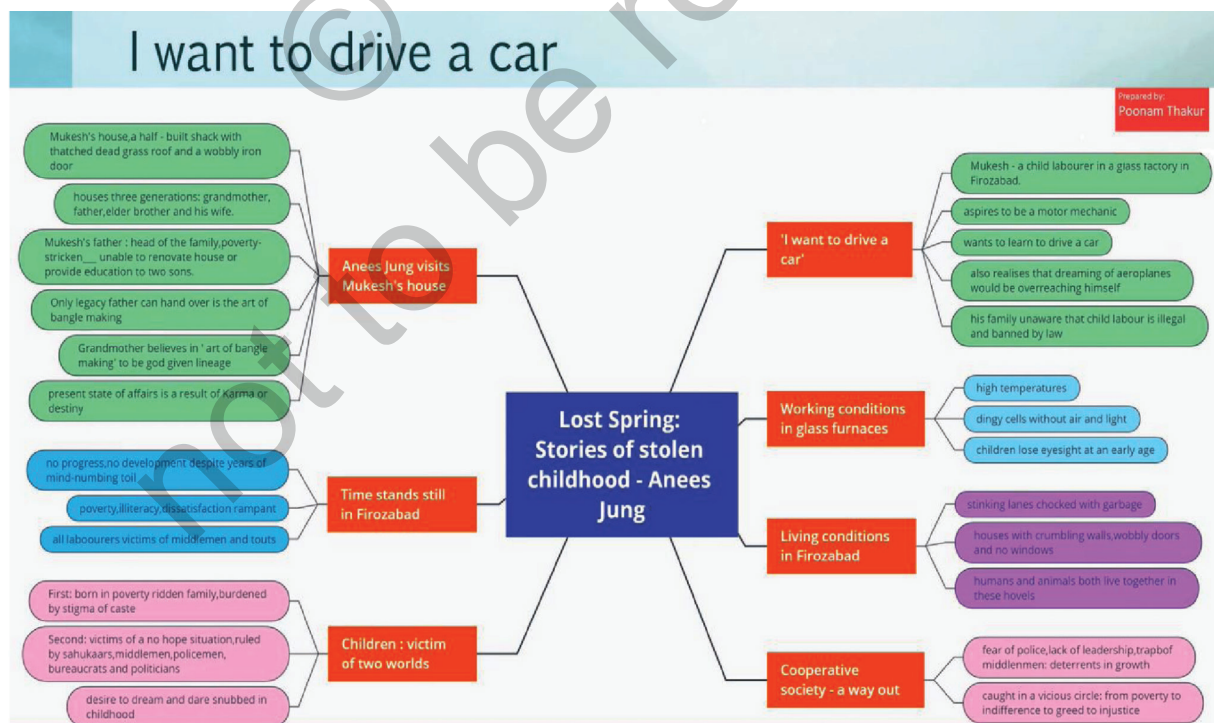 I want to drive a car
Prepared by:
Poonam Thakur
Mukesh's house,a half - built shack with
thatched dead grass roof and a wobbly iron
door
houses three generations: grandmother,
father,elder brother and his wife.
Mukesh's father : head of the family,poverty-
stricken___ unable to renovate house or
provide education to two sons.
Only legacy father can hand over is the art of
bangle making
Grandmother believes in ' art of bangle
making' to be god given lineage
present state of affairs is a result of Karma or
destiny
Anees Jung visits
Mukesh's house
no progress,no development despite years of
mind-numbing toil
poverty,illiteracy,dissatisfaction rampant
all laboourers victims of middlemen and touts
Time stands still
in Firozabad
First: born in poverty ridden family,burdened
by stigma of caste
Second: victims of a no hope situation,ruled
by sahukaars,middlemen,policemen,
bureaucrats and politicians
desire to dream and dare snubbed in
childhood
Children : victim
of two worlds
Lost Spring:
Stories of stolen
childhood - Anees
Jung
'I want to drive a
car'
Mukesh - a child labourer in a glass factory in
Firozabad.
aspires to be a motor mechanic
wants to learn to drive a car
also realises that dreaming of aeroplanes
would be overreaching himself
his family unaware that child labour is illegal
and banned by law
Working conditions
in glass furnaces
high temperatures
dingy cells without air and light
children lose eyesight at an early age
Living conditions
in Firozabad
stinking lanes chocked with garbage
houses with crumbling walls,wobbly doors
and no windows
humans and animals both live together in
these hovels
Cooperative
society - a way out
fear of police,lack of leadership,trapbof
middlenmen: deterrents in growth
caught in a vicious circle: from poverty to
indifference to greed to injustice
©
not to be